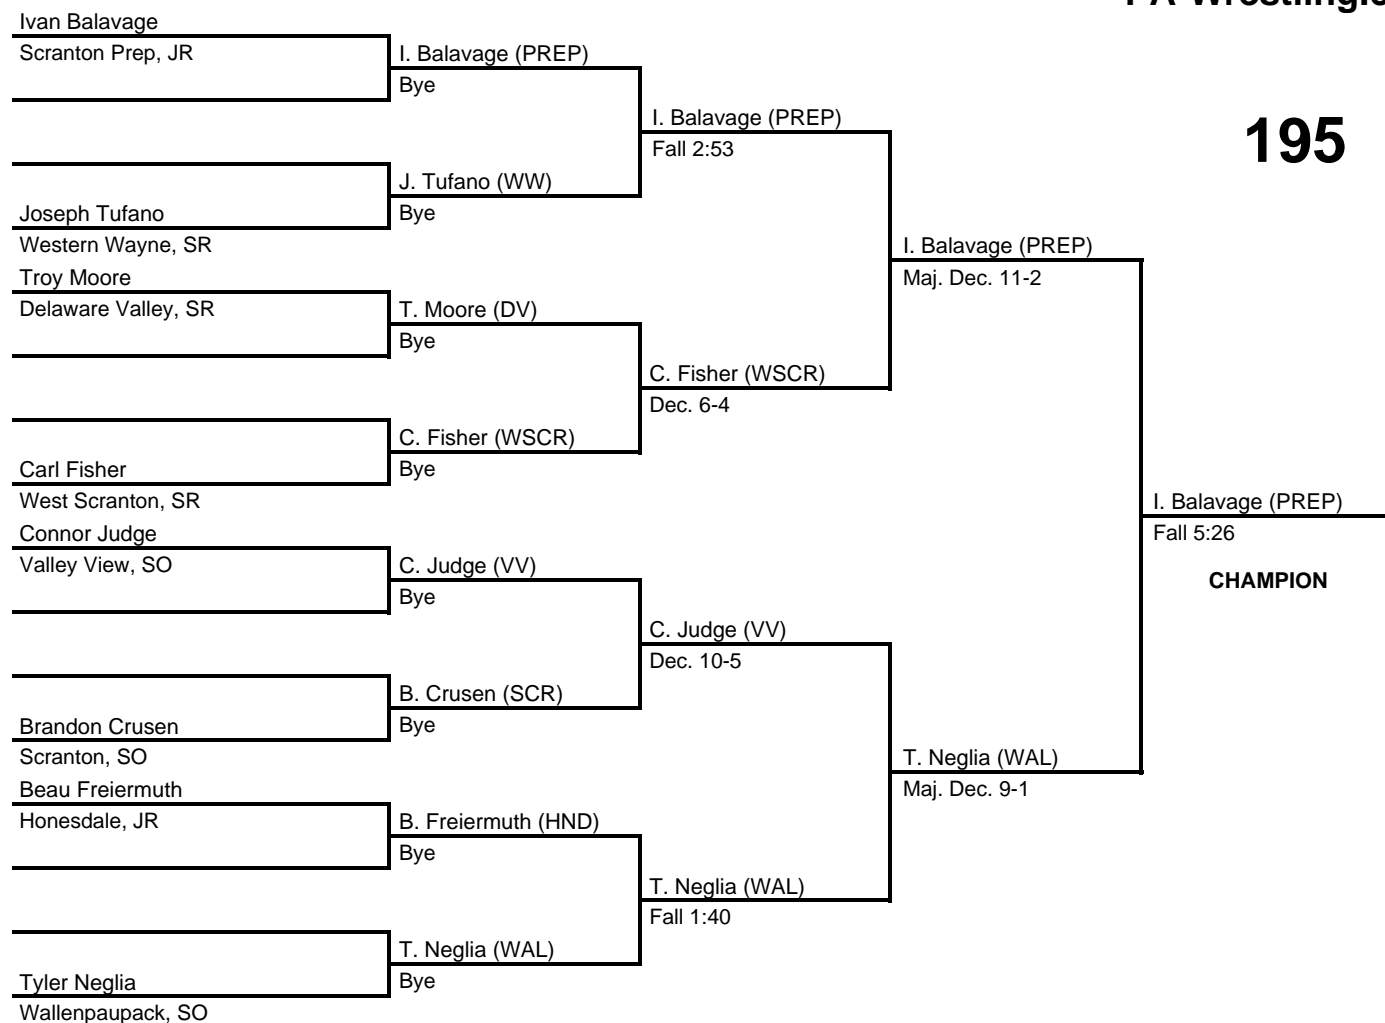 PA Wrestling
Ivan Balavage
Scranton Prep, JR
I. Balavage (PREP)
Bye
I. Balavage (PREP)
Fall 2:53
195
J. Tufano (WW)
Bye
Joseph Tufano
Western Wayne, SR
I. Balavage (PREP)
Maj. Dec. 11-2
Troy Moore
Delaware Valley, SR
T. Moore (DV)
Bye
C. Fisher (WSCR)
Dec. 6-4
C. Fisher (WSCR)
Bye
Carl Fisher
West Scranton, SR
I. Balavage (PREP)
Fall 5:26
CHAMPION
Connor Judge
Valley View, SO
C. Judge (VV)
Bye
C. Judge (VV)
Dec. 10-5
B. Crusen (SCR)
Bye
Brandon Crusen
Scranton, SO
T. Neglia (WAL)
Maj. Dec. 9-1
Beau Freiermuth
Honesdale, JR
B. Freiermuth (HND)
Bye
T. Neglia (WAL)
Fall 1:40
T. Neglia (WAL)
Bye
Tyler Neglia
Wallenpaupack, SO